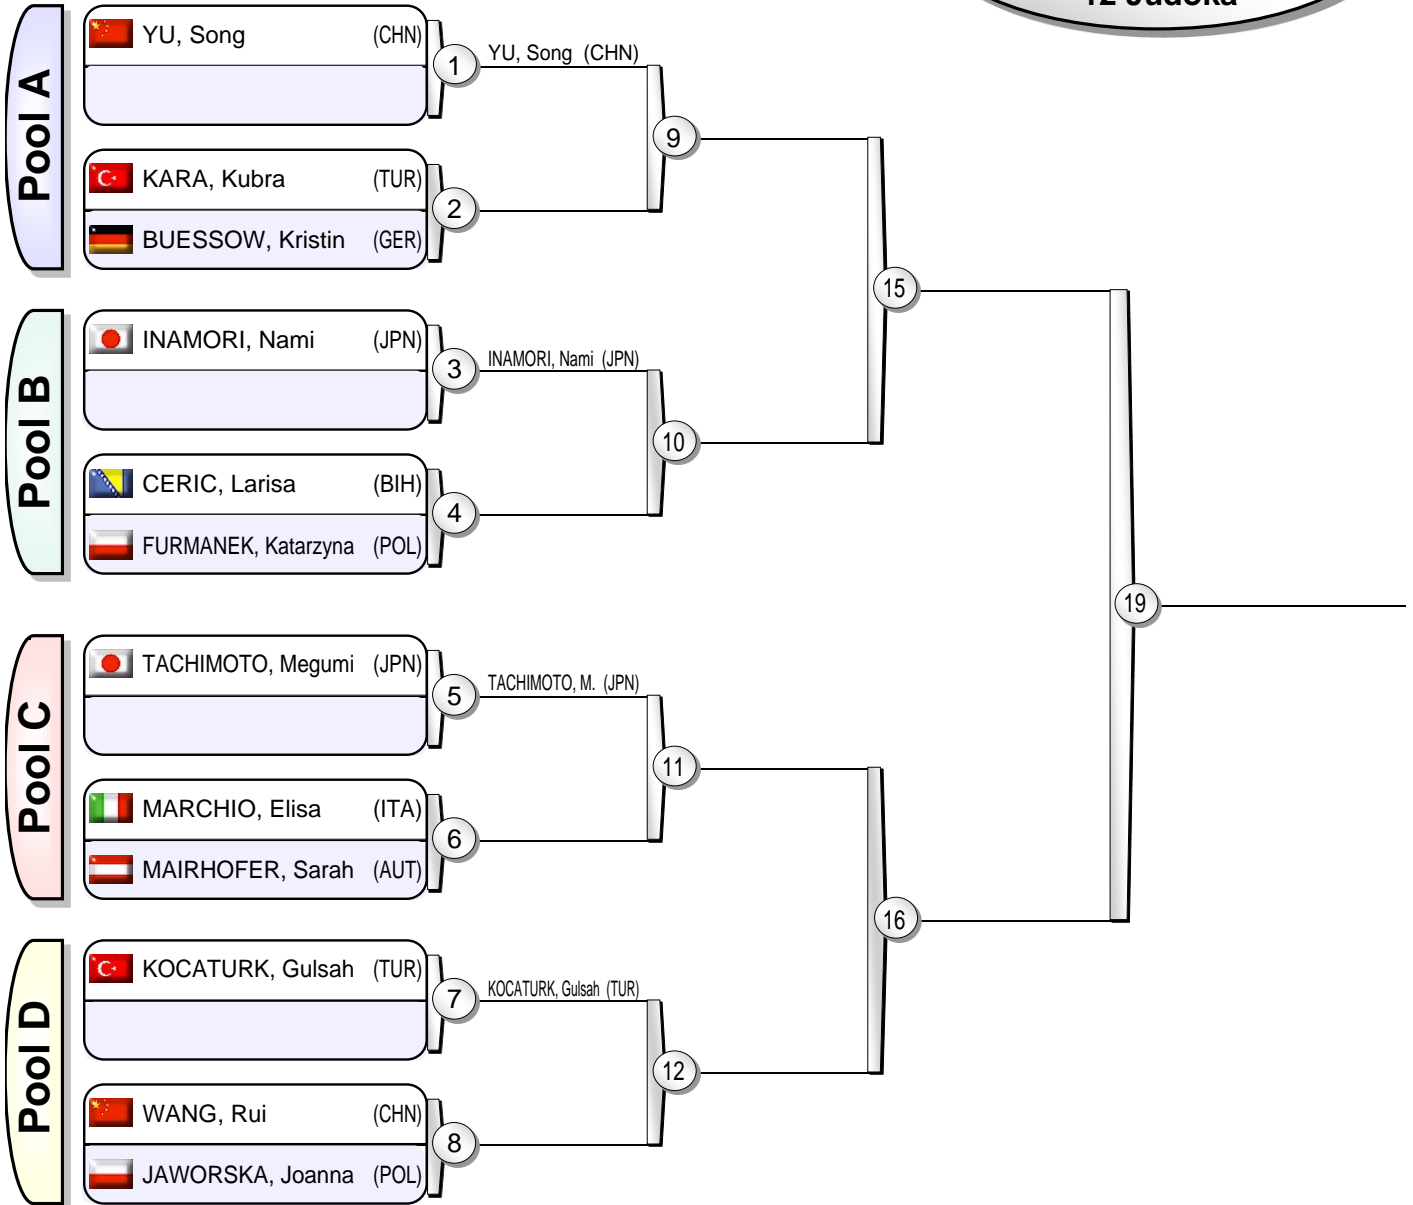 12 Judoka
Pool A
YU, Song (CHN)
1
YU, Song (CHN)
9
KARA, Kubra (TUR)
2
BUESSOW, Kristin (GER)
15
Pool B
INAMORI, Nami (JPN)
3
INAMORI, Nami (JPN)
10
CERIC, Larisa (BIH)
4
FURMANEK, Katarzyna (POL)
19
Pool C
TACHIMOTO, Megumi (JPN)
5
TACHIMOTO, M. (JPN)
11
MARCHIO, Elisa (ITA)
6
MAIRHOFER, Sarah (AUT)
16
Pool D
KOCATURK, Gulsah (TUR)
7
KOCATURK, Gulsah (TUR)
12
WANG, Rui (CHN)
8
JAWORSKA, Joanna (POL)